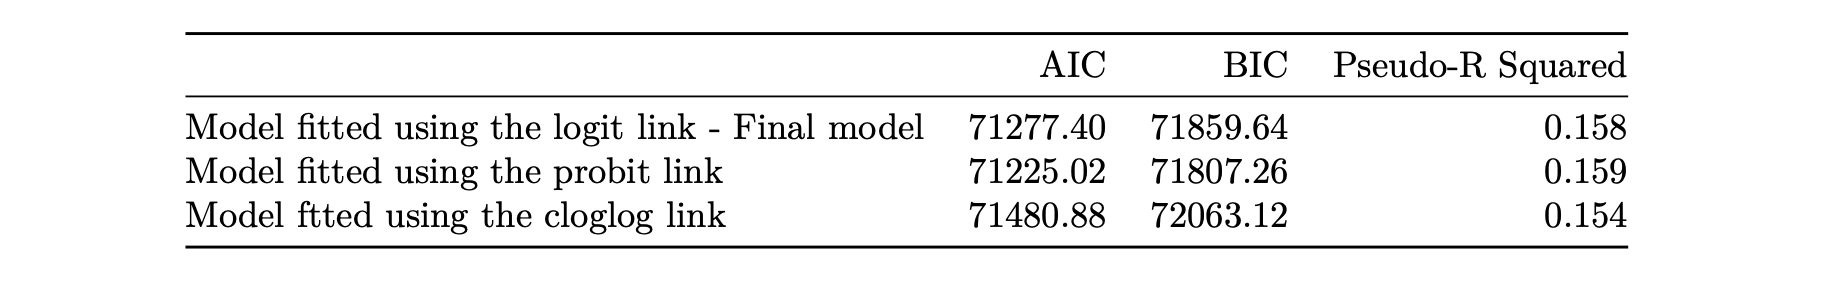 AIC BIC Pseudo-R Squared
Model fitted using the logit link - Final model 71277.40 71859.64 0.158
Model fitted using the probit link 71225.02 71807.26 0.159
Model ftted using the cloglog link 71480.88 72063.12 0.154